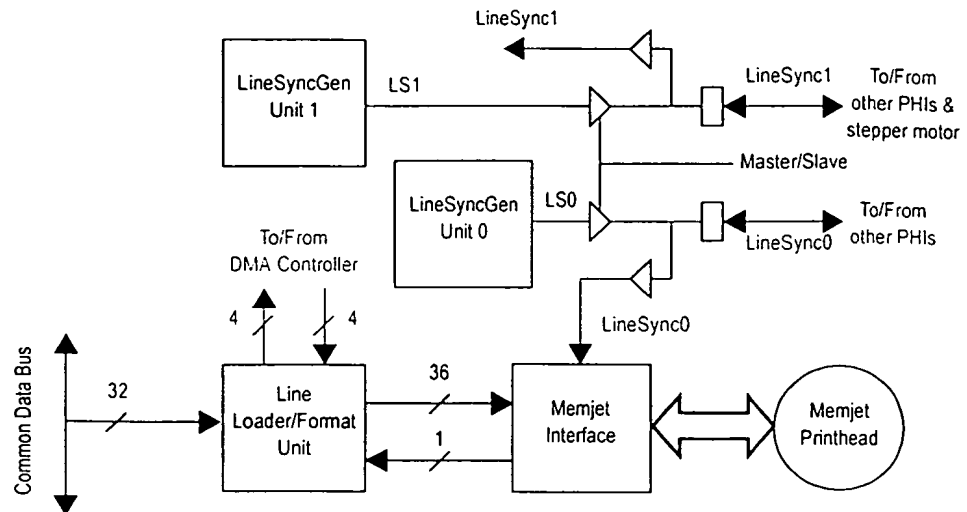 LineSync1
LineSyncGen
Unit 1
LS1
LineSync1
To/From
other PHIs &
stepper motor
Master/Slave
LineSyncGen
Unit 0
LS0
LineSync0
To/From
other PHIs
To/From
DMA Controller
4
4
LineSync0
Common Data Bus
32
Line
Loader/Format
Unit
36
1
Memjet
Interface
Memjet
Printhead